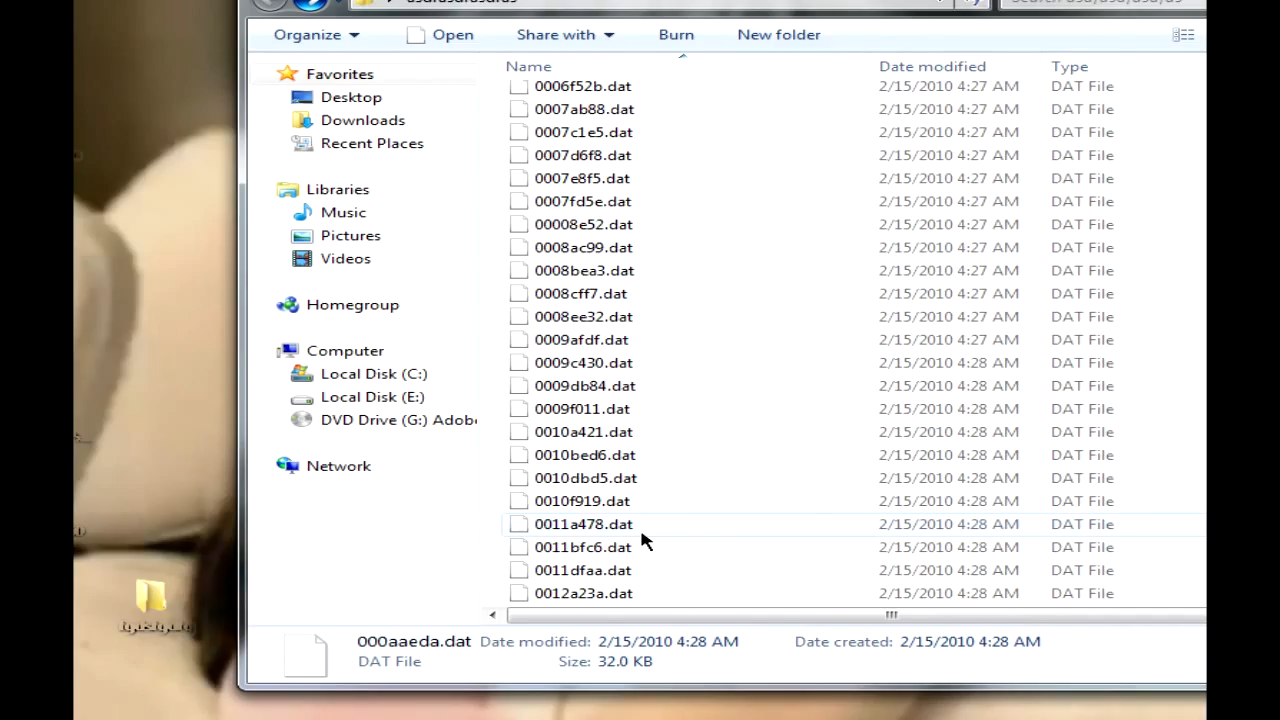 Organize Open Share with Burn New folder
Name Date modified Type
Favorites
Desktop
Downloads
Recent Places
Libraries
Music
Pictures
Videos
Homegroup
Computer
Local Disk (C:)
Local Disk (E:)
DVD Drive (G:) Adob
Network
0006f52b.dat 2/15/2010 4:27 AM DAT File
0007ab88.dat 2/15/2010 4:27 AM DAT File
0007c1e5.dat 2/15/2010 4:27 AM DAT File
0007d6f8.dat 2/15/2010 4:27 AM DAT File
0007e8f5.dat 2/15/2010 4:27 AM DAT File
0007fd5e.dat 2/15/2010 4:27 AM DAT File
00008e52.dat 2/15/2010 4:27 AM DAT File
0008ac99.dat 2/15/2010 4:27 AM DAT File
0008bea3.dat 2/15/2010 4:27 AM DAT File
0008cff7.dat 2/15/2010 4:27 AM DAT File
0008ee32.dat 2/15/2010 4:27 AM DAT File
0009afdf.dat 2/15/2010 4:27 AM DAT File
0009c430.dat 2/15/2010 4:28 AM DAT File
0009db84.dat 2/15/2010 4:28 AM DAT File
0009f011.dat 2/15/2010 4:28 AM DAT File
0010a421.dat 2/15/2010 4:28 AM DAT File
0010bed6.dat 2/15/2010 4:28 AM DAT File
0010dbd5.dat 2/15/2010 4:28 AM DAT File
0010f919.dat 2/15/2010 4:28 AM DAT File
0011a478.dat 2/15/2010 4:28 AM DAT File
0011bfc6.dat 2/15/2010 4:28 AM DAT File
0011dfaa.dat 2/15/2010 4:28 AM DAT File
0012a23a.dat 2/15/2010 4:28 AM DAT File
000aaeda.dat Date modified: 2/15/2010 4:28 AM Date created: 2/15/2010 4:28 AM
DAT File Size: 32.0 KB